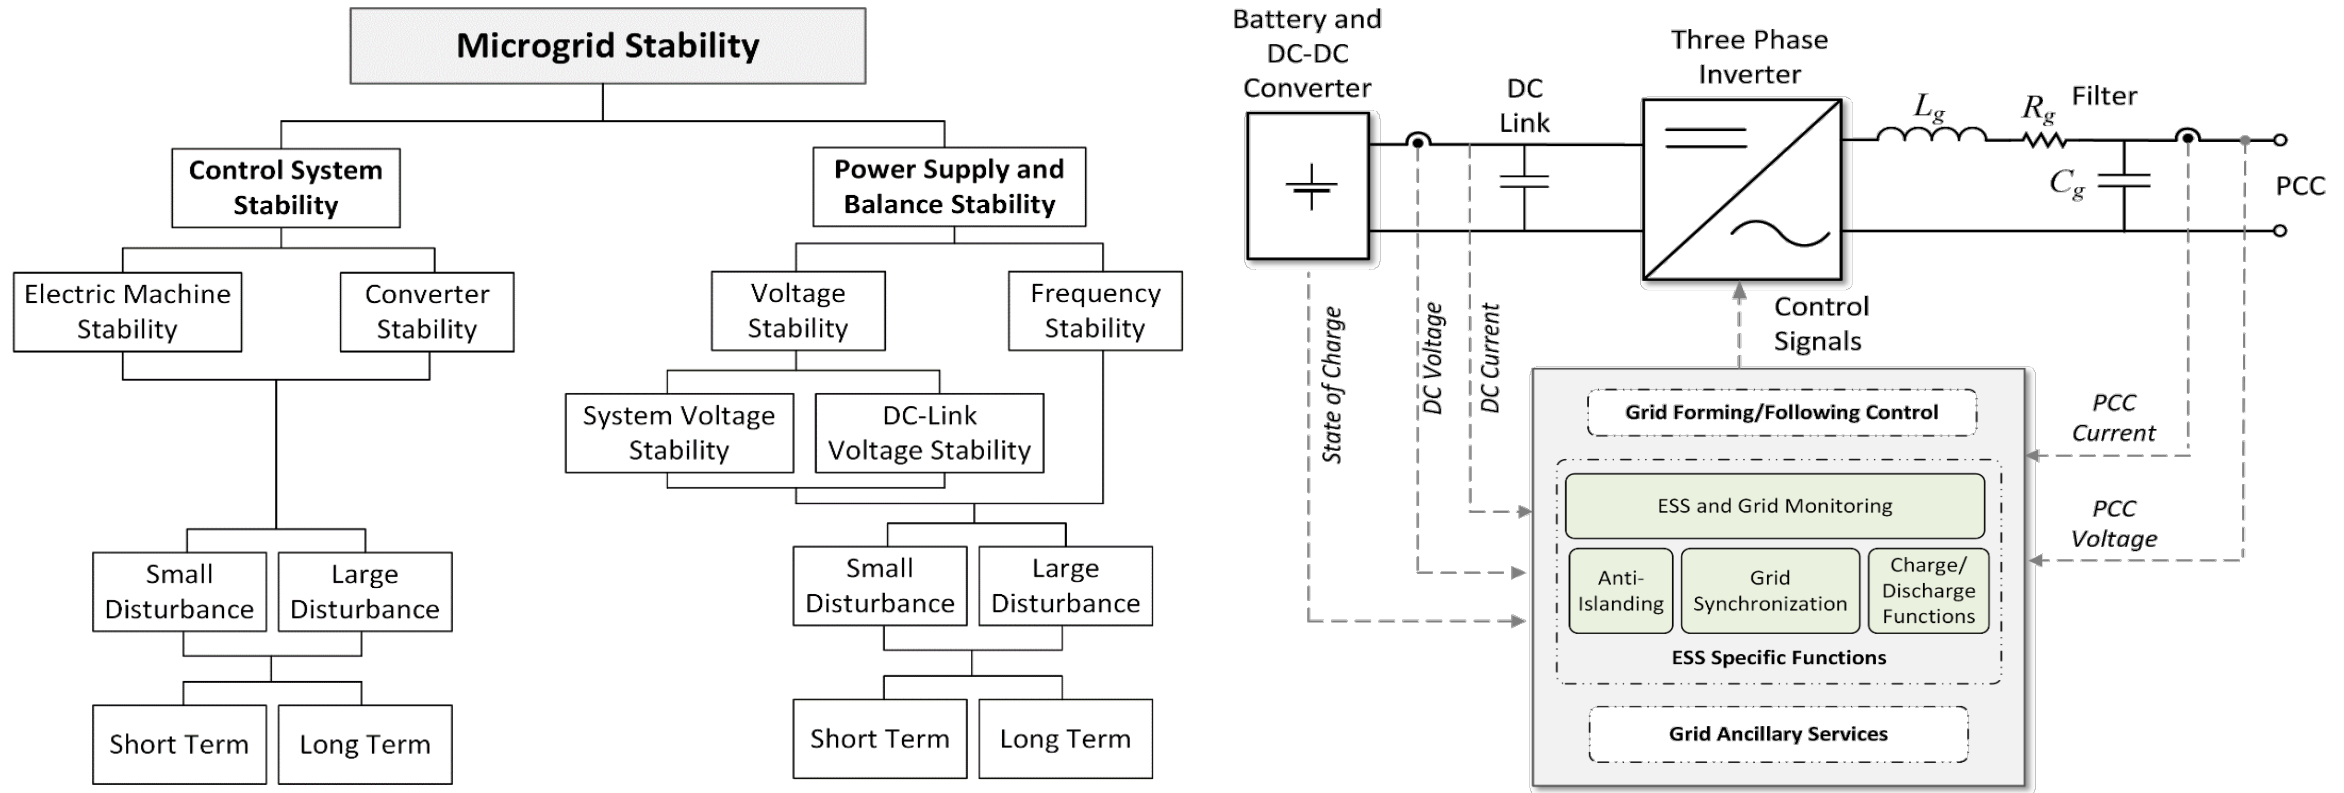 Microgrid Stability
Control System
Stability
Power Supply and
Balance Stability
Electric Machine
Stability
Converter
Stability
Voltage
Stability
Frequency
Stability
System Voltage
Stability
DC-Link
Voltage Stability
Small
Disturbance
Large
Disturbance
Small
Disturbance
Large
Disturbance
Short Term
Long Term
Short Term
Long Term
Battery and
DC-DC
Converter
DC
Link
Three Phase
Inverter
Lg
Rg
Filter
Cg
PCC
Control
Signals
State of Charge
DC Voltage
DC Current
PCC
Current
PCC
Voltage
Grid Forming/Following Control
ESS and Grid Monitoring
Anti-
Islanding
Grid
Synchronization
Charge/
Discharge
Functions
ESS Specific Functions
Grid Ancillary Services